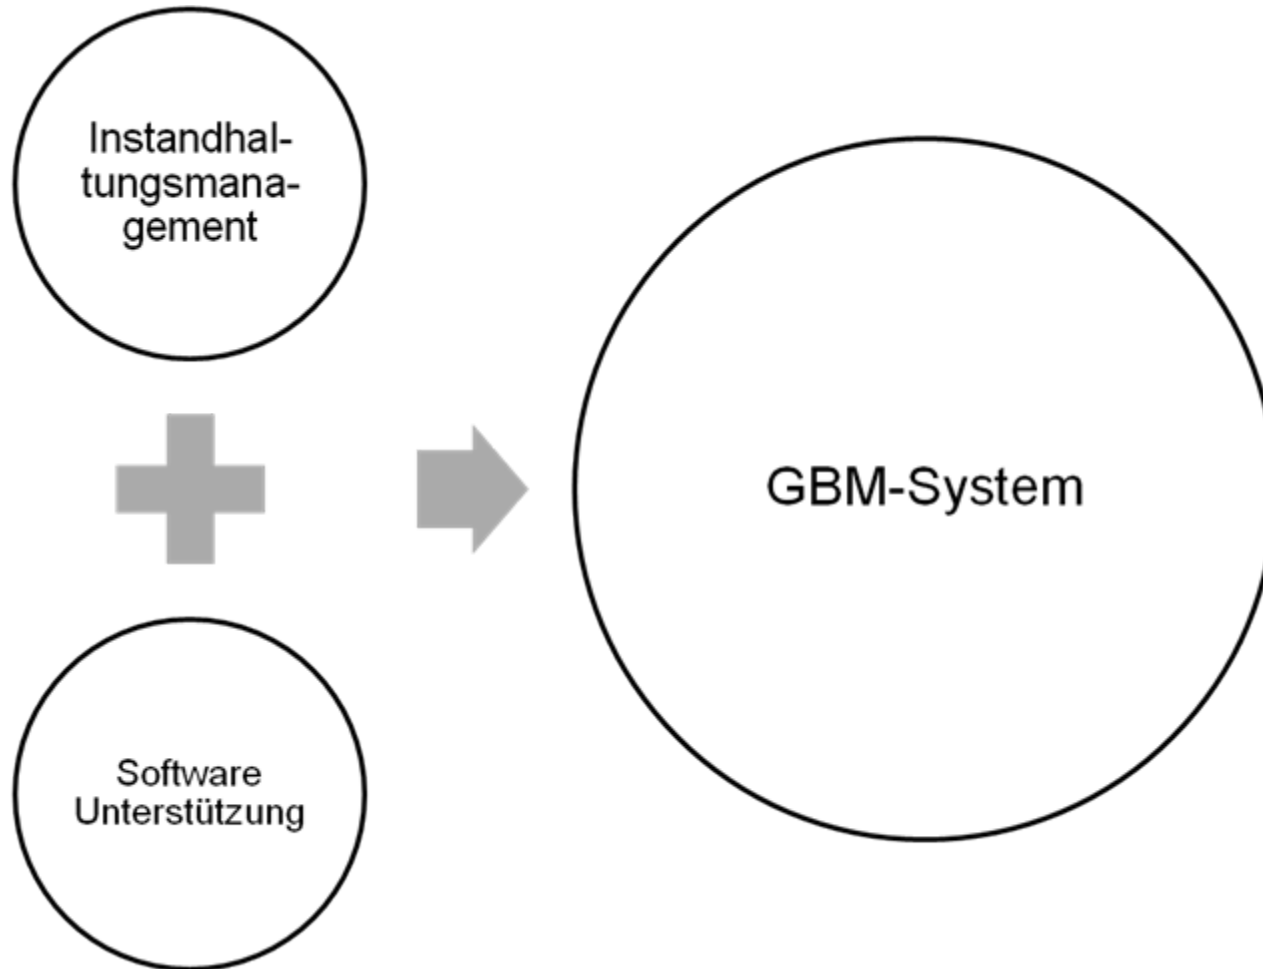 Instandhal-
tungsmana-
gement
Software
Unterstützung
GBM-System